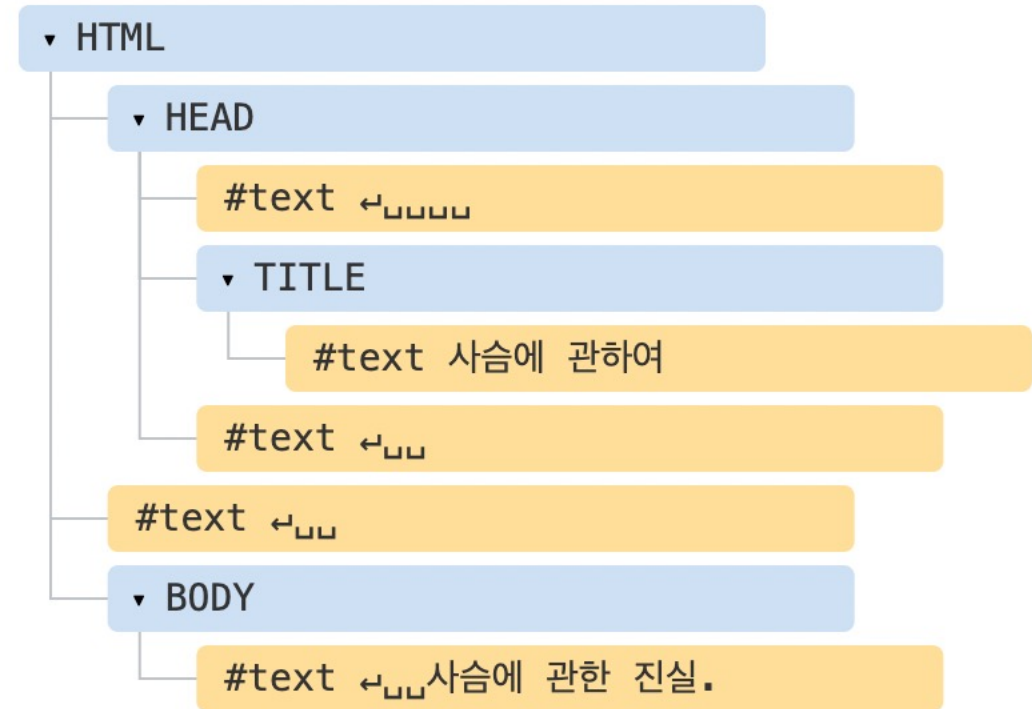 ▾ HTML
▾ HEAD
#text ↵␣␣␣␣
▾ TITLE
#text 사슴에 관하여
#text ↵␣␣
#text ↵␣␣
▾ BODY
#text ↵␣␣사슴에 관한 진실.